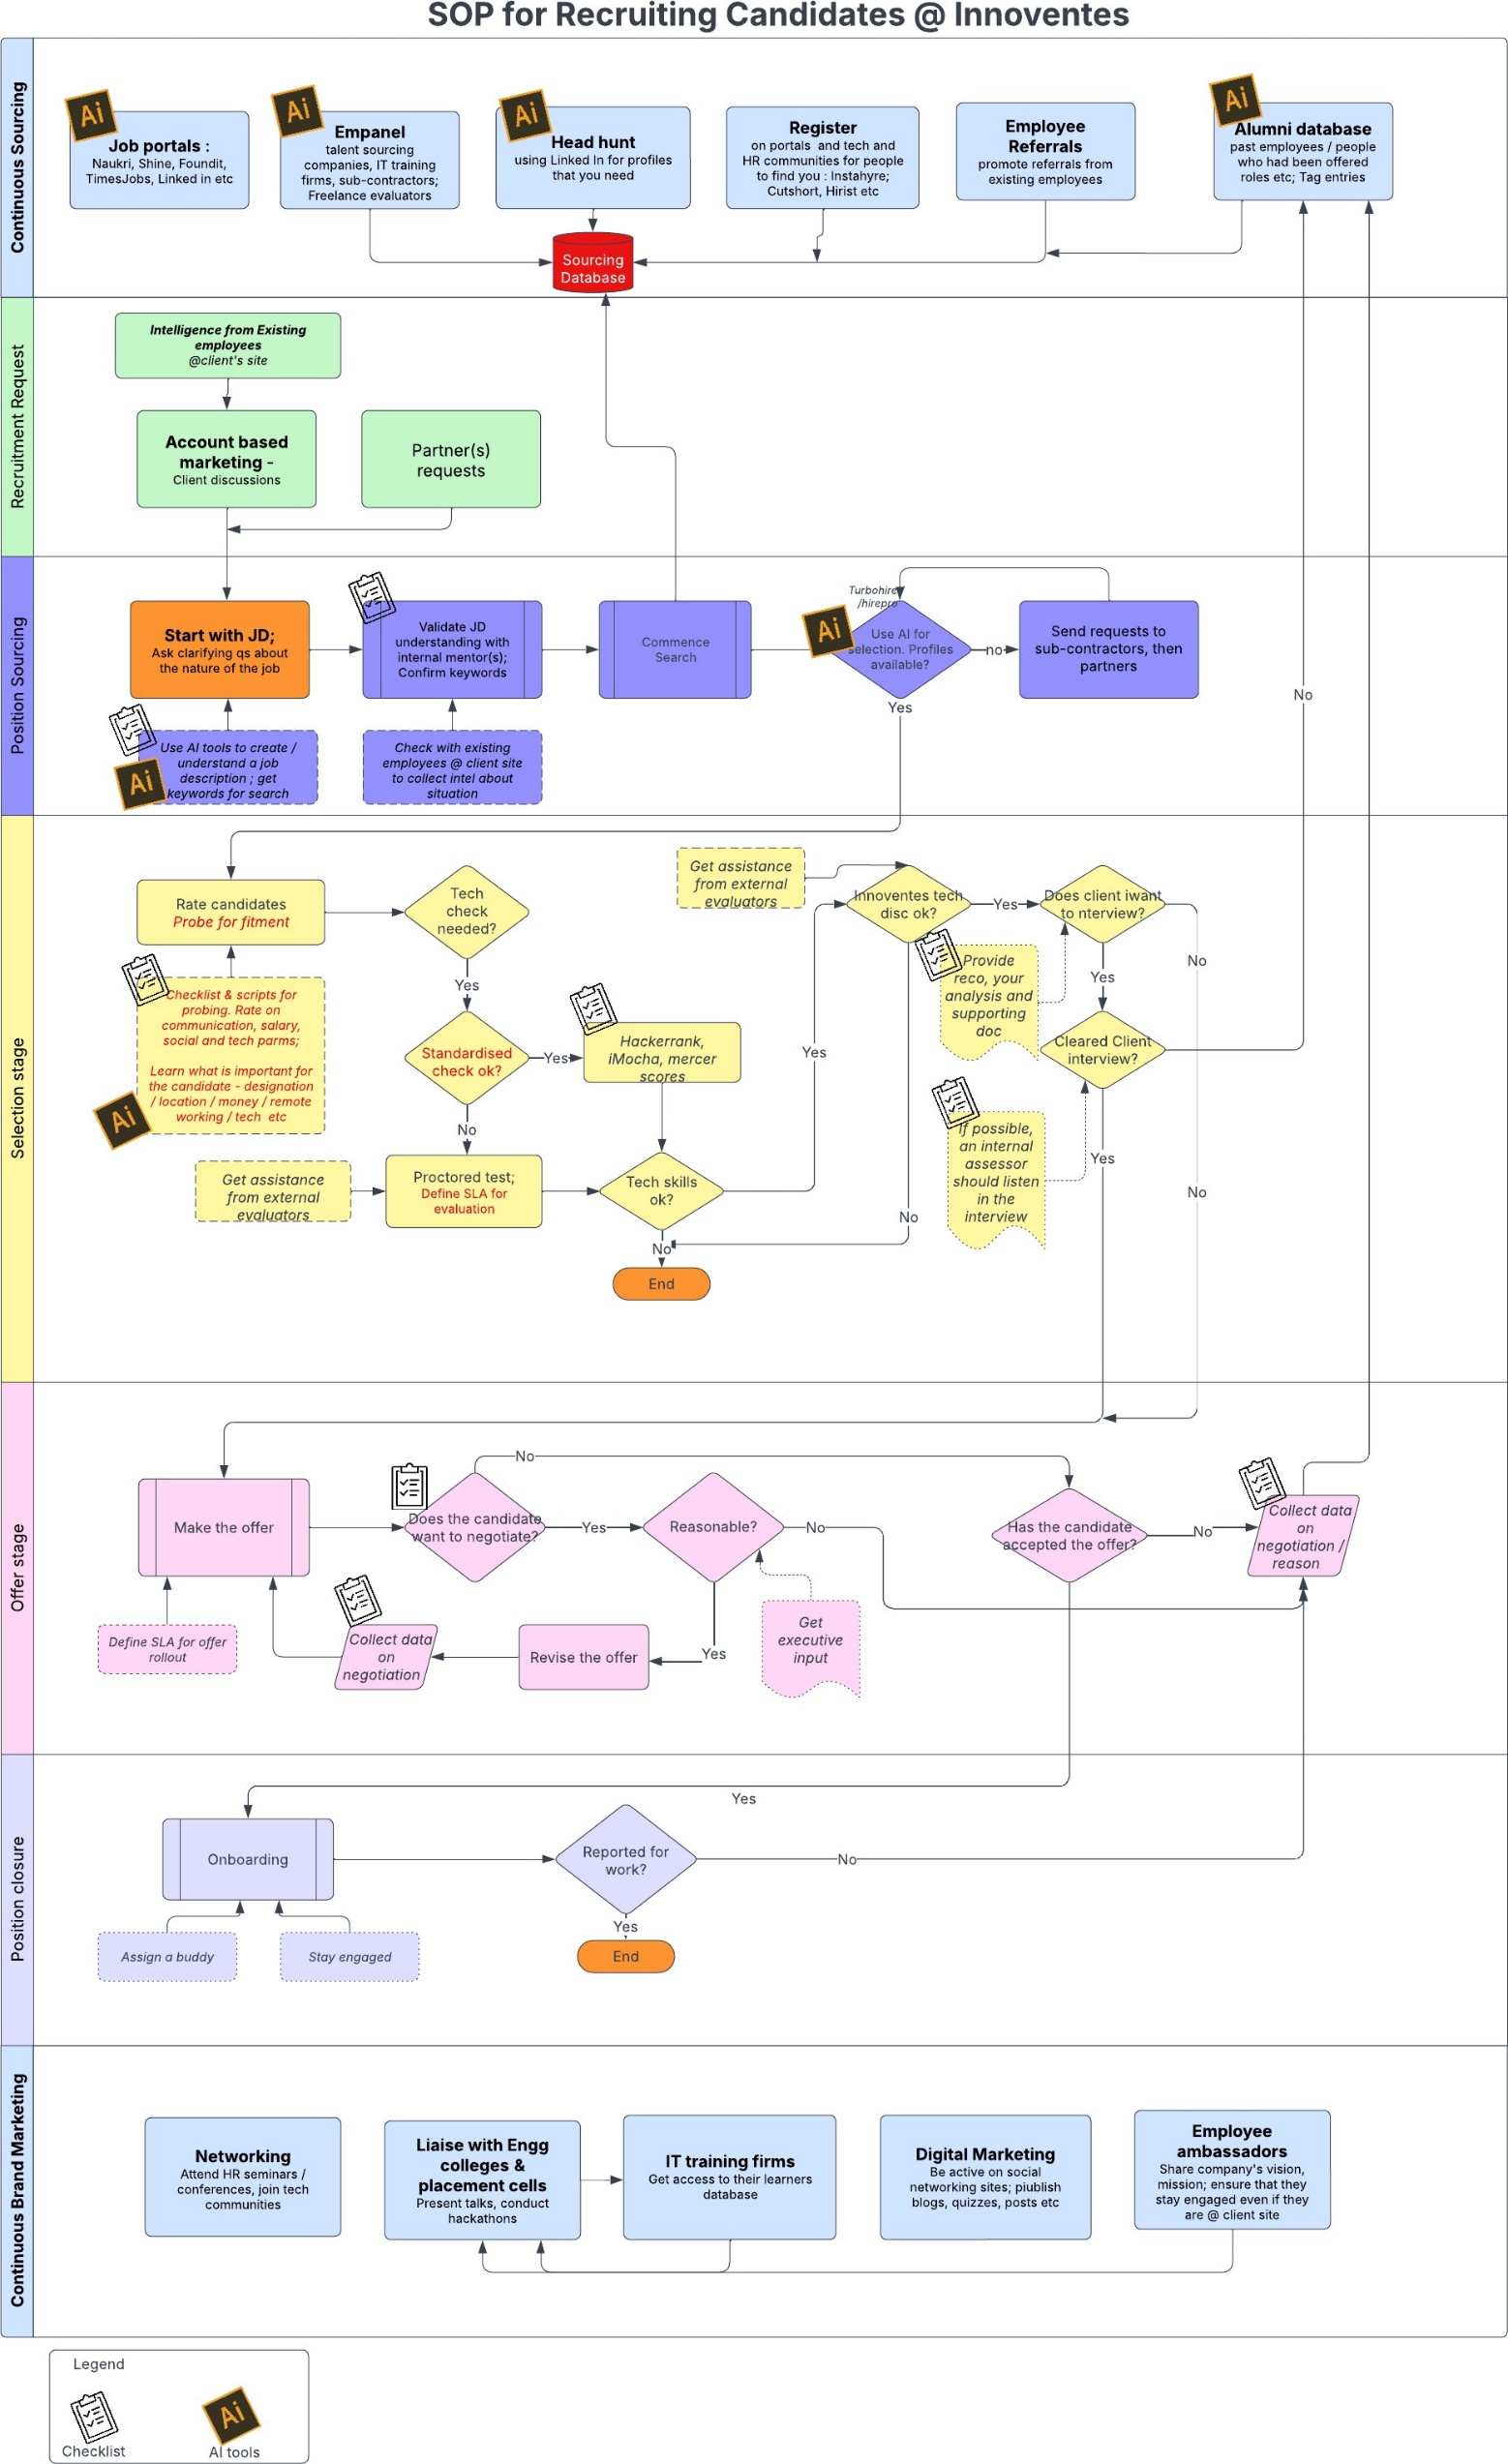 SOP for Recruiting Candidates @ Innoventes
Continuous Sourcing
Ai
Job portals :
Naukri, Shine, Foundit,
TimesJobs, Linked in etc
Ai
Empanel
talent sourcing
companies, IT training
firms, sub-contractors;
Freelance evaluators
Ai
Head hunt
using Linked In for profiles
that you need
Register
on portals and tech and
HR communities for people
to find you : Instahyre;
Cutshort, Hirist etc
Employee
Referrals
promote referrals from
existing employees
Ai
Alumni database
past employees / people
who had been offered
roles etc; Tag entries
Sourcing
Database
Recruitment Request
Intelligence from Existing
employees
@client's site
Account based
marketing -
Client discussions
Partner(s)
requests
Position Sourcing
Start with JD;
Ask clarifying qs about
the nature of the job
Validate JD
understanding with
internal mentor(s);
Confirm keywords
Commence
Search
Turbohire
/hirepro
Ai
Use AI for
selection. Profiles
available?
no
Send requests to
sub-contractors, then
partners
Yes
No
Ai
Use AI tools to create /
understand a job
description ; get
keywords for search
Check with existing
employees @ client site
to collect intel about
situation
Selection stage
Rate candidates
Probe for fitment
Tech
check
needed?
Get assistance
from external
evaluators
Innoventes tech
disc ok?
Yes
Does client iwant
to nterview?
No
Yes
Yes
Checklist & scripts for
probing. Rate on
communication, salary,
social and tech parms;
Learn what is important for
the candidate - designation
/ location / money / remote
working / tech etc
Ai
Standardised
check ok?
Yes
Hackerrank,
iMocha, mercer
scores
Yes
Provide
reco, your
analysis and
supporting
doc
Cleared Client
interview?
No
Get assistance
from external
evaluators
Proctored test;
Define SLA for
evaluation
Tech skills
ok?
If possible,
an internal
assessor
should listen
in the
interview
Yes
No
No
No
End
Offer stage
No
Make the offer
Does the candidate
want to negotiate?
Yes
Reasonable?
No
Has the candidate
accepted the offer?
No
Collect data
on
negotiation /
reason
Define SLA for offer
rollout
Collect data
on
negotiation
Revise the offer
Yes
Get
executive
input
Position closure
Yes
Onboarding
Reported for
work?
No
Yes
Assign a buddy
Stay engaged
End
Continuous Brand Marketing
Networking
Attend HR seminars /
conferences, join tech
communities
Liaise with Engg
colleges &
placement cells
Present talks, conduct
hackathons
IT training firms
Get access to their learners
database
Digital Marketing
Be active on social
networking sites; piublish
blogs, quizzes, posts etc
Employee
ambassadors
Share company's vision,
mission; ensure that they
stay engaged even if they
are @ client site
Legend
Ai
Checklist
AI tools